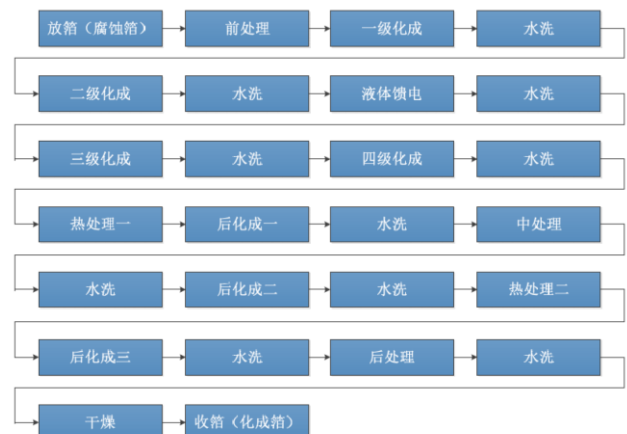 放箔（腐蚀箔）
前处理
一级化成
水洗
二级化成
水洗
液体馈电
水洗
三级化成
水洗
四级化成
水洗
热处理一
后化成一
水洗
中处理
水洗
后化成二
水洗
热处理二
后化成三
水洗
后处理
水洗
干燥
收箔（化成箔）